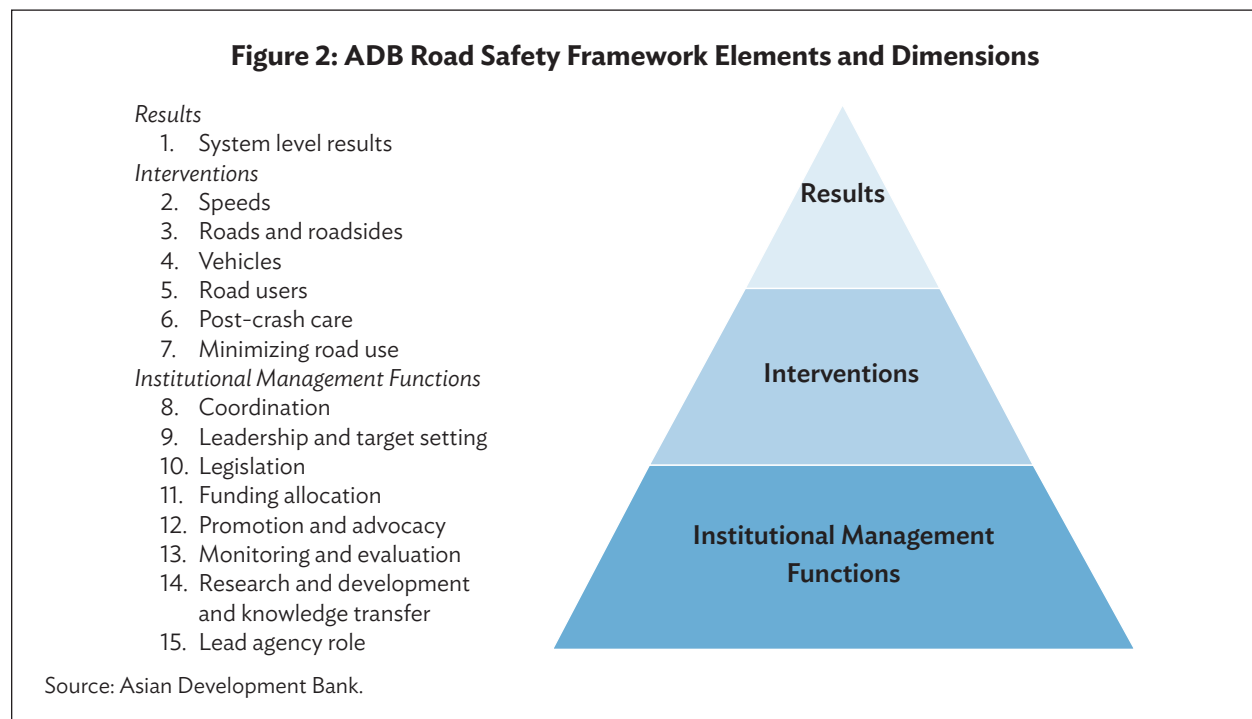 Figure 2: ADB Road Safety Framework Elements and Dimensions
Results
1. System level results
Interventions
2. Speeds
3. Roads and roadsides
4. Vehicles
5. Road users
6. Post-crash care
7. Minimizing road use
Institutional Management Functions
8. Coordination
9. Leadership and target setting
10. Legislation
11. Funding allocation
12. Promotion and advocacy
13. Monitoring and evaluation
14. Research and development
and knowledge transfer
15. Lead agency role
Results
Interventions
Institutional Management
Functions
Source: Asian Development Bank.